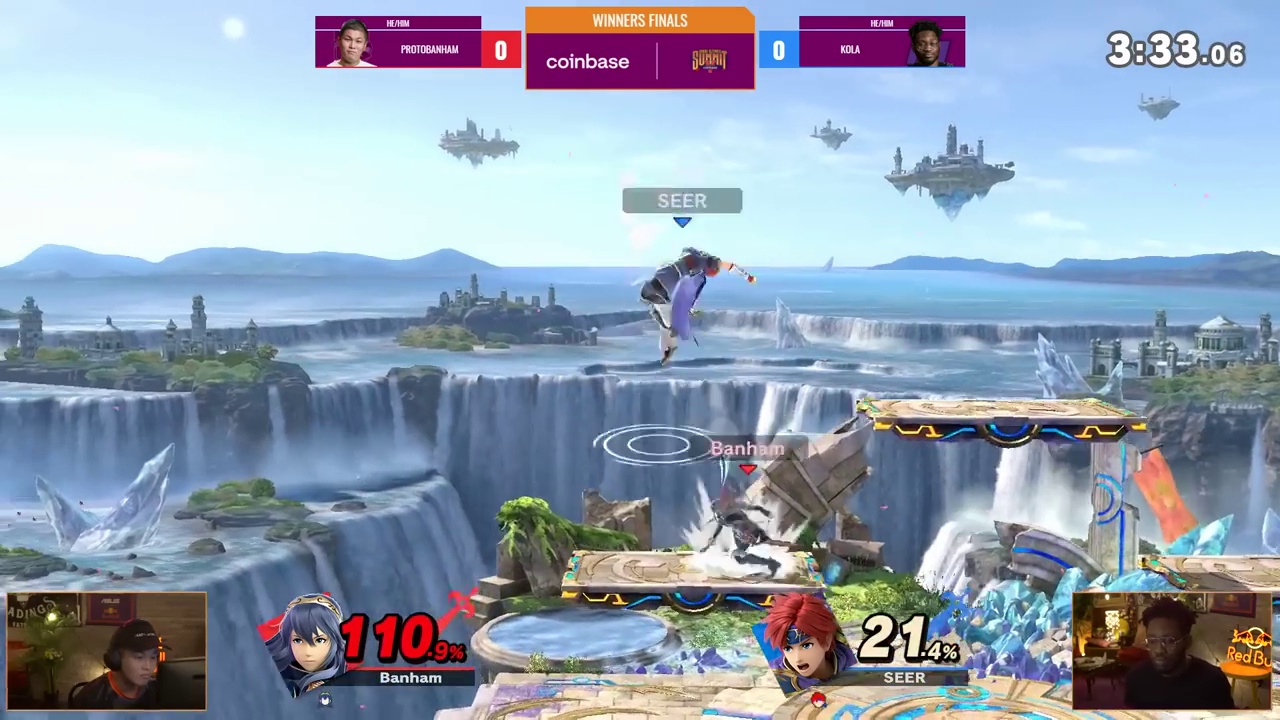 HE/HIM
PROTOBANHAM
0
WINNERS FINALS
coinbase
SUMMIT
0
HE/HIM
KOLA
3:33.06
SEER
Banham
110.9%
Banham
21.4%
SEER